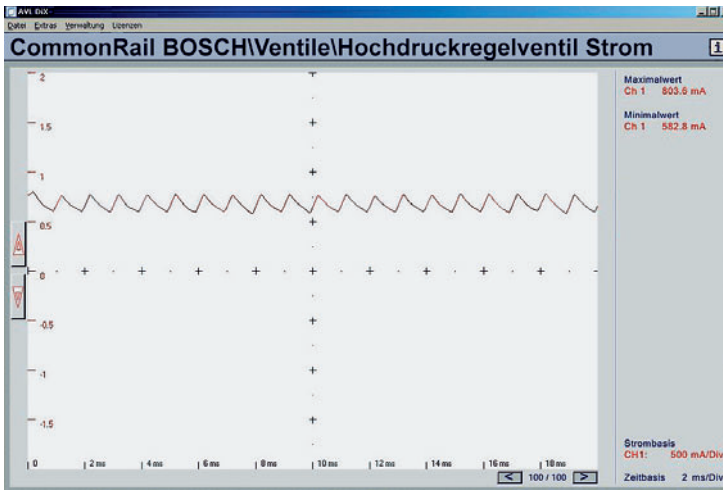 AVL DiX
Datei Extras Verwaltung Lizenzen
CommonRail BOSCH\Ventile\Hochdruckregelventil Strom
i
2
1.5
1
0.5
0
-0.5
-1
-1.5
0 2 ms 4 ms 6 ms 8 ms 10 ms 12 ms 14 ms 16 ms 18 ms
< 100 / 100 >
Maximalwert
Ch 1 803.6 mA
Minimalwert
Ch 1 582.8 mA
Strombasis
CH1: 500 mA/Div
Zeitbasis 2 ms/Div